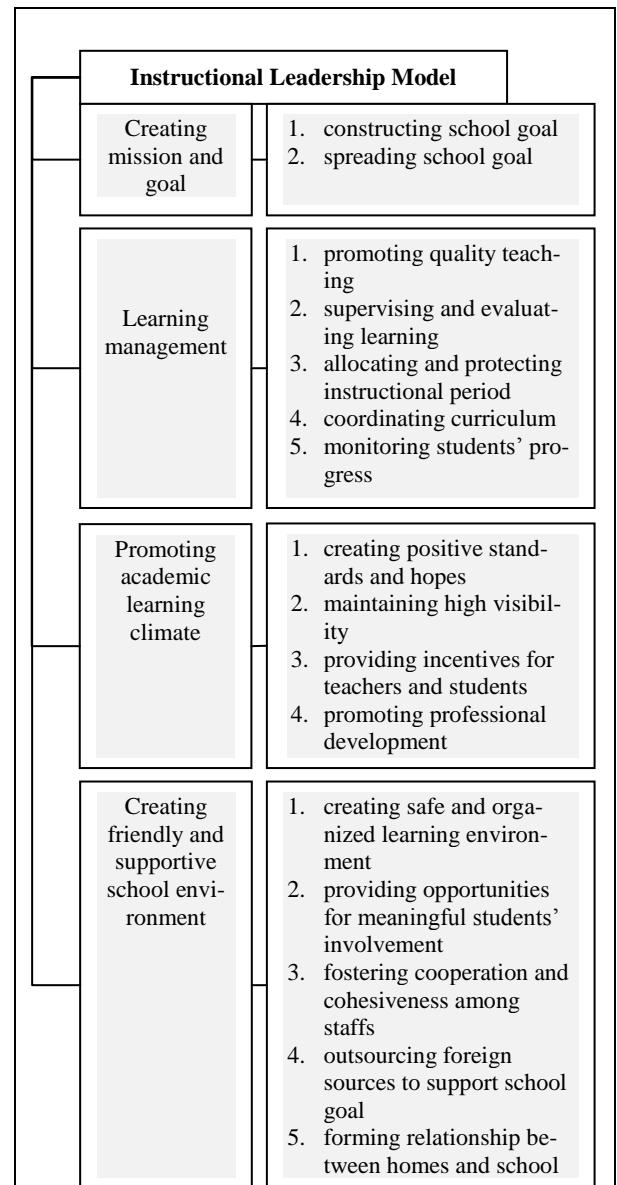 Instructional Leadership Model
Creating
mission and
goal
1. constructing school goal
2. spreading school goal
Learning
management
1. promoting quality teach-
ing
2. supervising and evaluat-
ing learning
3. allocating and protecting
instructional period
4. coordinating curriculum
5. monitoring students’ pro-
gress
Promoting
academic
learning
climate
1. creating positive stand-
ards and hopes
2. maintaining high visibil-
ity
3. providing incentives for
teachers and students
4. promoting professional
development
Creating
friendly and
supportive
school envi-
ronment
1. creating safe and orga-
nized learning environ-
ment
2. providing opportunities
for meaningful students’
involvement
3. fostering cooperation and
cohesiveness among
staffs
4. outsourcing foreign
sources to support school
goal
5. forming relationship be-
tween homes and school